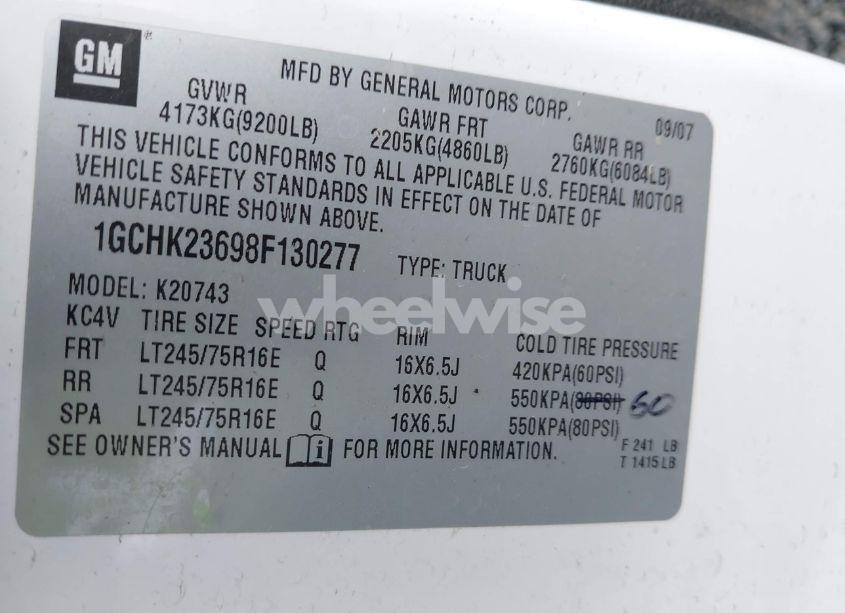 GM
MFD BY GENERAL MOTORS CORP. 09/07
GVWR GAWR FRT GAWR RR
4173KG(9200LB) 2205KG(4860LB) 2760KG(6084LB)
THIS VEHICLE CONFORMS TO ALL APPLICABLE U.S. FEDERAL MOTOR
VEHICLE SAFETY STANDARDS IN EFFECT ON THE DATE OF
MANUFACTURE SHOWN ABOVE.
1GCHK23698F130277 TYPE: TRUCK
MODEL: K20743
wheelwise
KC4V TIRE SIZE SPEED RTG RIM COLD TIRE PRESSURE
FRT LT245/75R16E Q 16X6.5J 420KPA(60PSI)
RR LT245/75R16E Q 16X6.5J 550KPA(80PSI) 60
SPA LT245/75R16E Q 16X6.5J 550KPA(80PSI)
SEE OWNER'S MANUAL i FOR MORE INFORMATION. F 241 LB
T 1415 LB